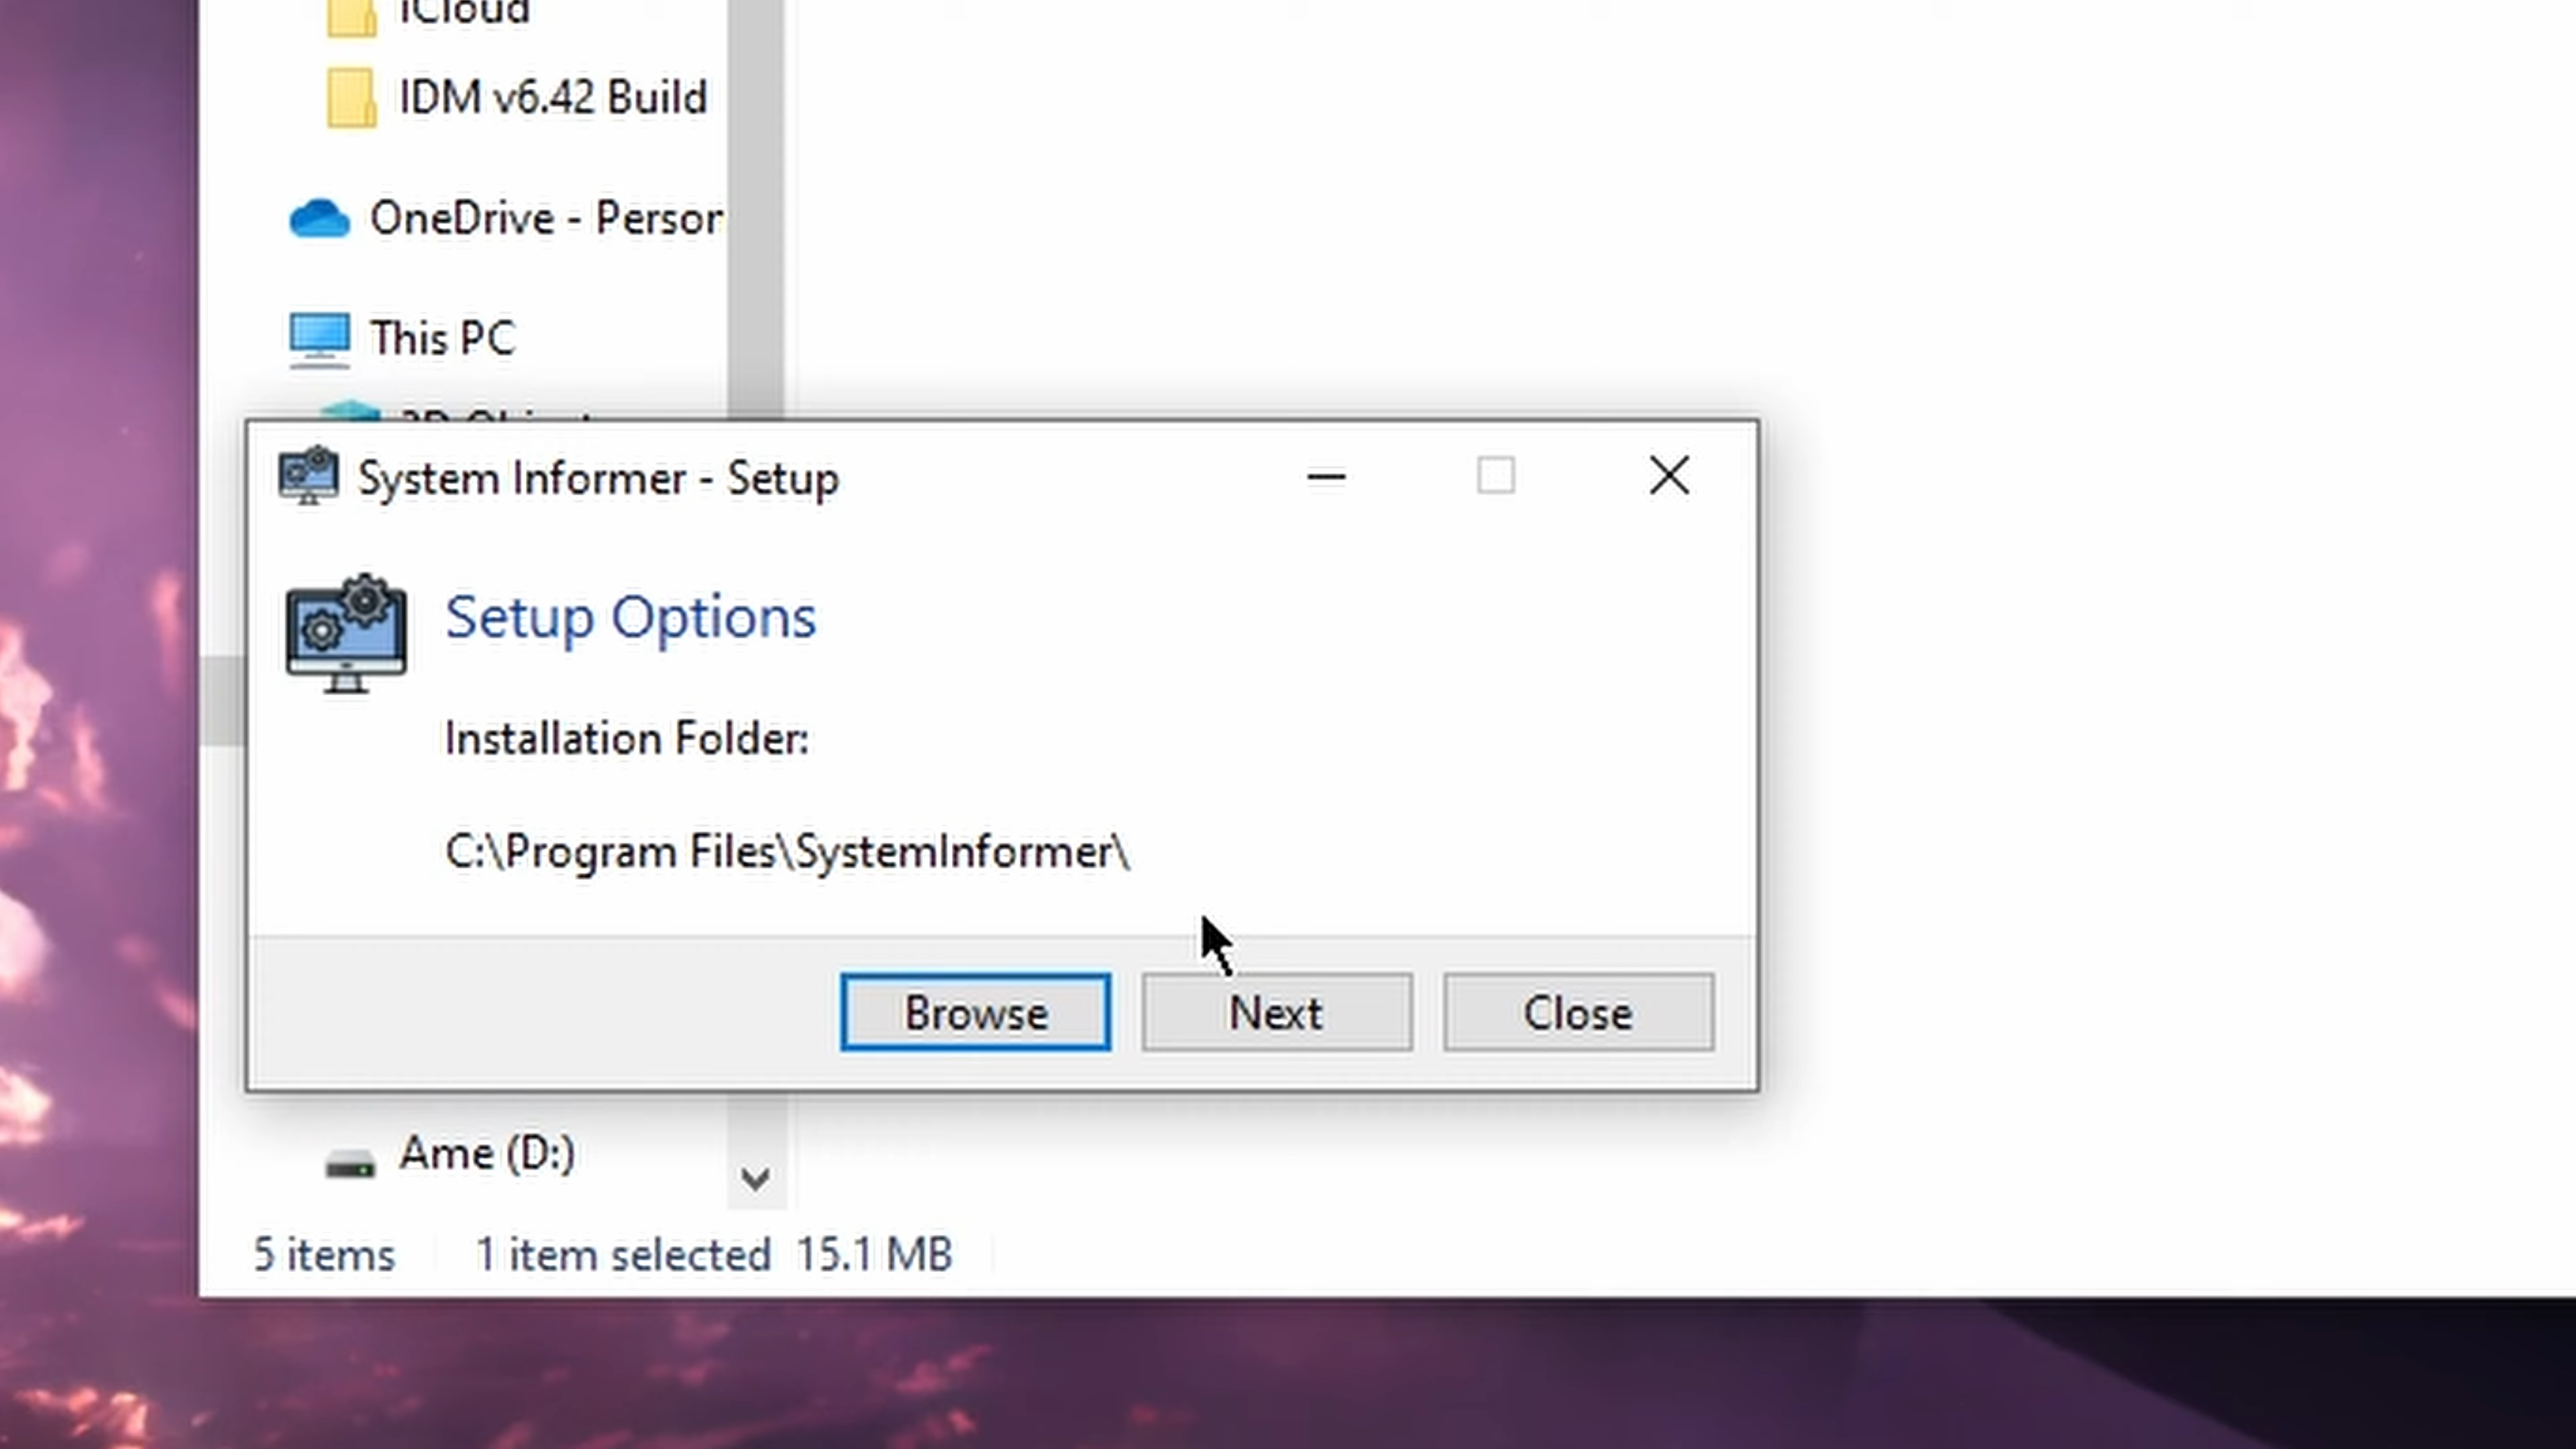 iCloud
IDM v6.42 Build
OneDrive - Person
This PC
System Informer - Setup
Setup Options
Installation Folder:
C:\Program Files\SystemInformer\
Browse
Next
Close
Ame (D:)
5 items
1 item selected 15.1 MB